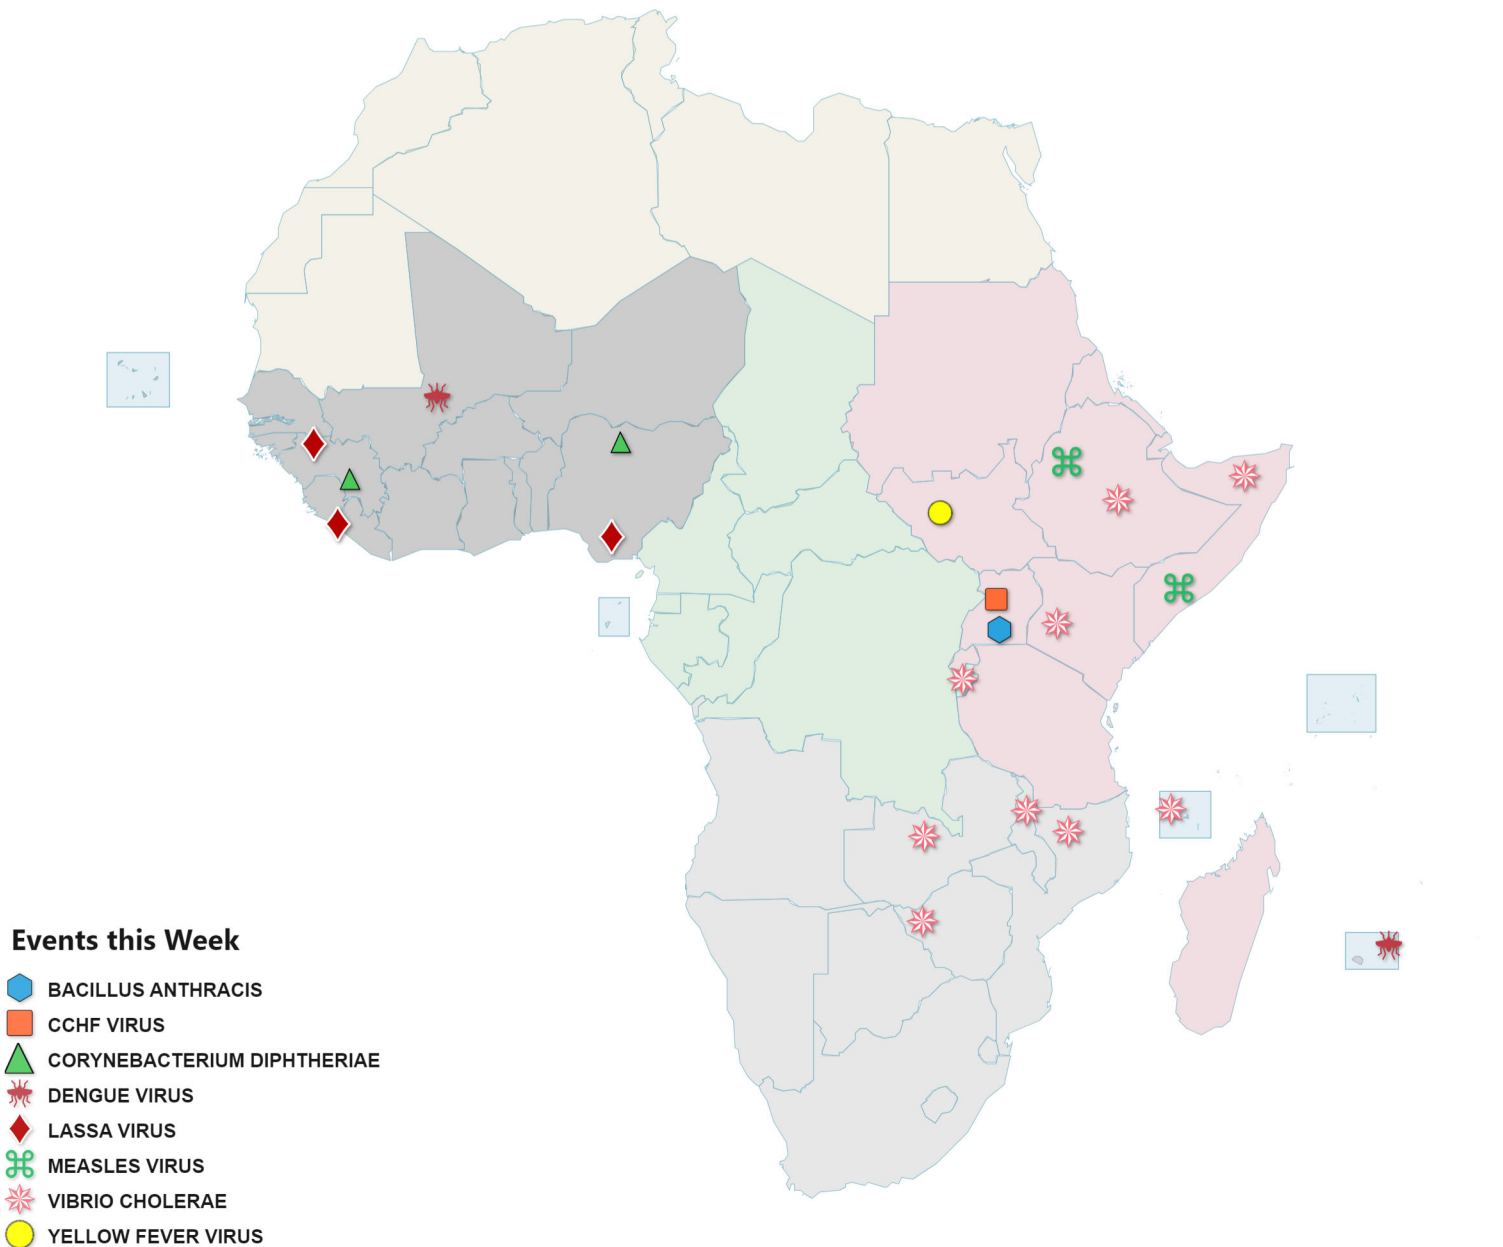 Events this Week
BACILLUS ANTHRACIS
CCHF VIRUS
CORYNEBACTERIUM DIPHTHERIAE
DENGUE VIRUS
LASSA VIRUS
MEASLES VIRUS
VIBRIO CHOLERAE
YELLOW FEVER VIRUS